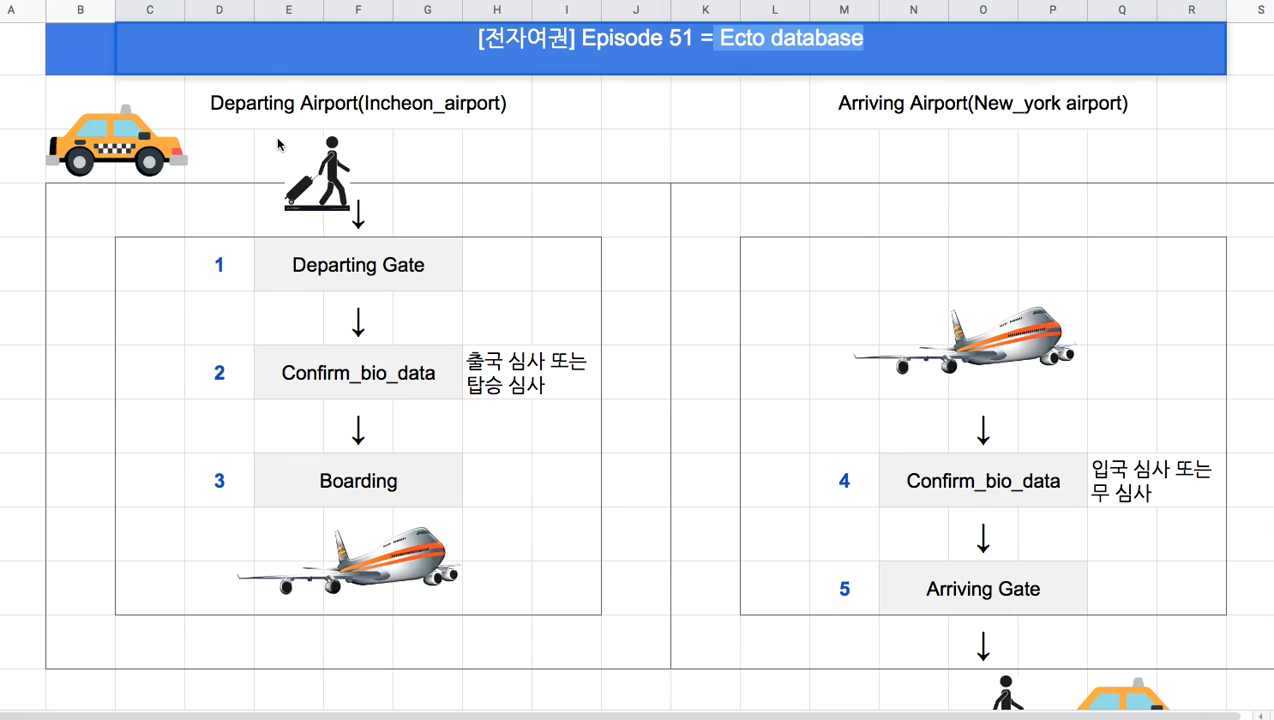 A B C D E F G H I J K L M N O P Q R S
[전자여권] Episode 51 = Ecto database
Departing Airport(Incheon_airport)
Arriving Airport(New_york airport)
1 Departing Gate
2 Confirm_bio_data
출국 심사 또는
탑승 심사
3 Boarding
4 Confirm_bio_data
입국 심사 또는
무 심사
5 Arriving Gate